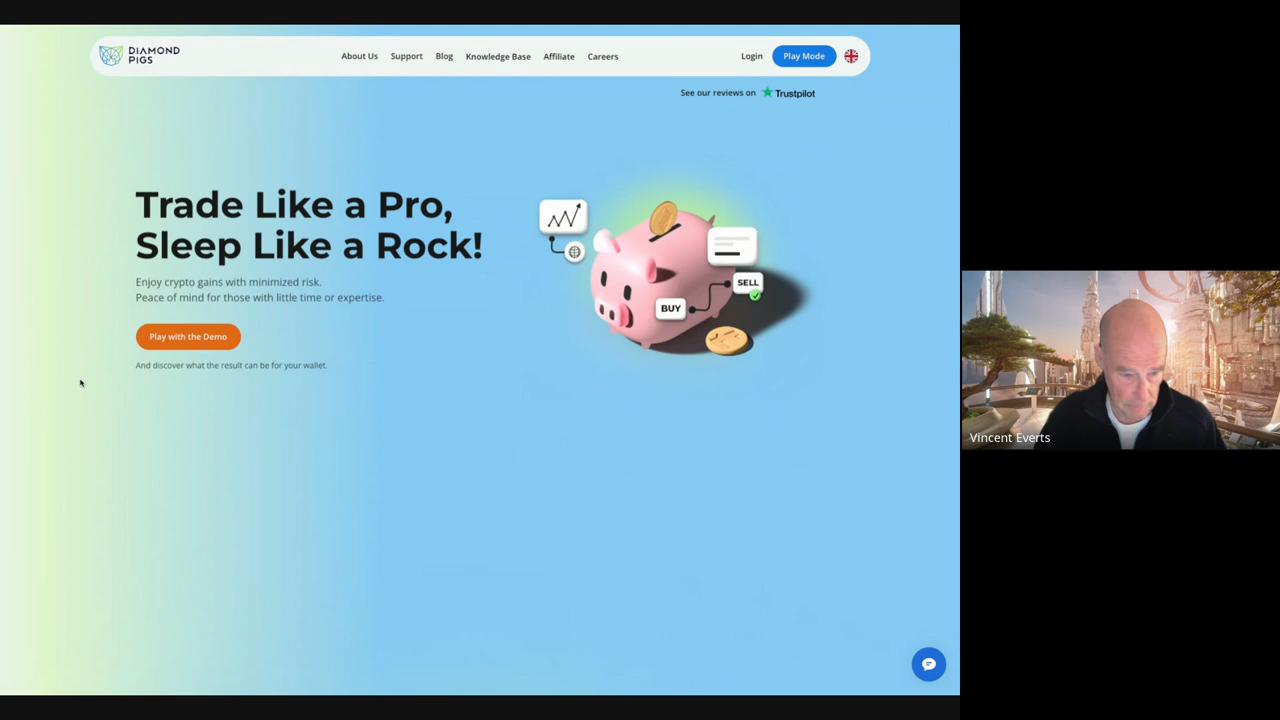 DIAMOND
PIGS
About Us
Support
Blog
Knowledge Base
Affiliate
Careers
Login
Play Mode
See our reviews on
Trustpilot
Trade Like a Pro,
Sleep Like a Rock!
Enjoy crypto gains with minimized risk.
Peace of mind for those with little time or expertise.
Play with the Demo
And discover what the result can be for your wallet.
SELL
BUY
Vincent Everts